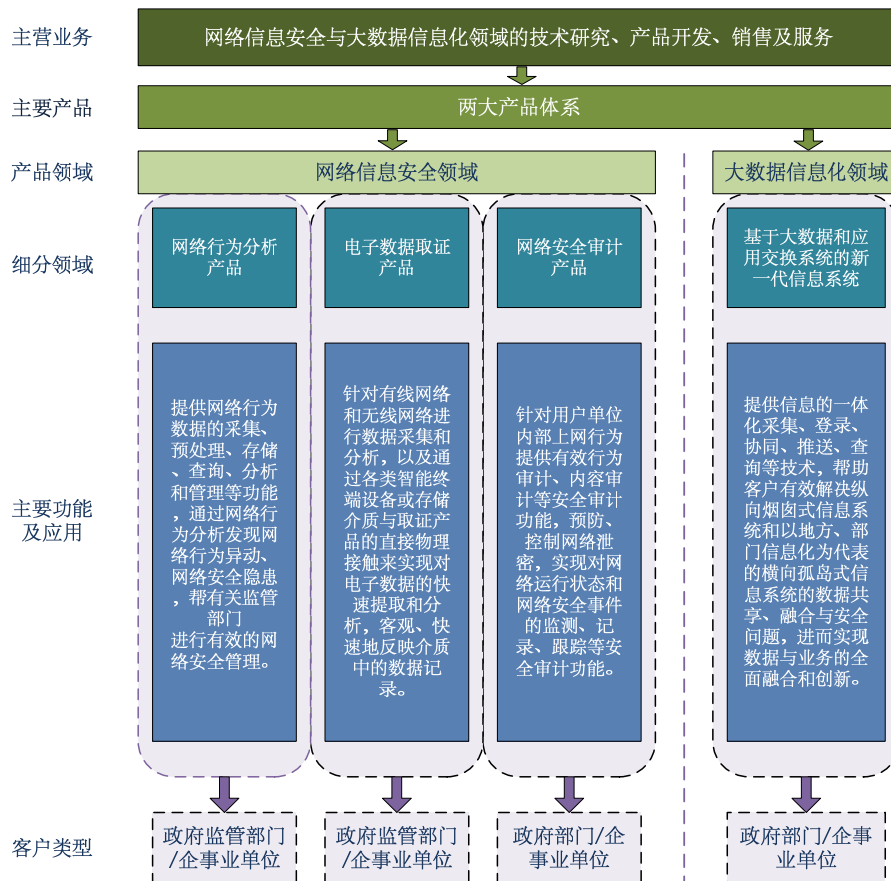 主营业务
网络信息安全与大数据信息化领域的技术研究、产品开发、销售及服务
主要产品
两大产品体系
产品领域
网络信息安全领域
大数据信息化领域
细分领域
网络行为分析
产品
电子数据取证
产品
网络安全审计
产品
基于大数据和应
用交换系统的新
一代信息系统
主要功能
及应用
提供网络行为
数据的采集、
预处理、存储
、查询、分析
和管理等功能
，通过网络行
为分析发现网
络行为异动、
网络安全隐患
，帮有关监管
部门
进行有效的网
络安全管理。
针对有线网络
和无线网络进
行数据采集和
分析，以及通
过各类智能终
端设备或存储
介质与取证产
品的直接物理
接触来实现对
电子数据的快
速提取和分
析，客观、快
速地反映介质
中的数据记
录。
针对用户单位
内部上网行为
提供有效行为
审计、内容审
计等安全审计
功能，预防、
控制网络泄
密，实现对网
络运行状态和
网络安全事件
的监测、记
录、跟踪等安
全审计功能。
提供信息的一体
化采集、登录、
协同、推送、查
询等技术，帮助
客户有效解决纵
向烟囱式信息系
统和以地方、部
门信息化为代表
的横向孤岛式信
息系统的数据共
享、融合与安全
问题，进而实现
数据与业务的全
面融合和创新。
客户类型
政府监管部门
/企事业单位
政府监管部门
/企事业单位
政府部门/企
事业单位
政府部门/企事
业单位